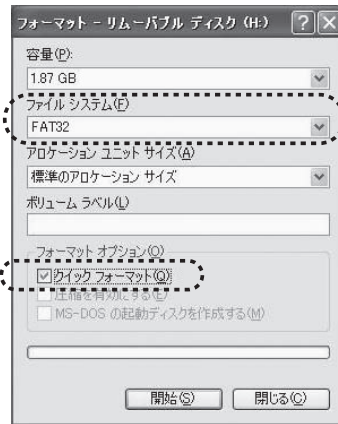 フォーマット - リムーバブル ディスク (H:)
容量(P):
1.87 GB
ファイル システム(F)
FAT32
アロケーション ユニット サイズ(A)
標準のアロケーション サイズ
ボリューム ラベル(L)
フォーマット オプション(O)
クイック フォーマット(Q)
圧縮を有効にする(E)
MS-DOS の起動ディスクを作成する(M)
開始(S)
閉じる(C)